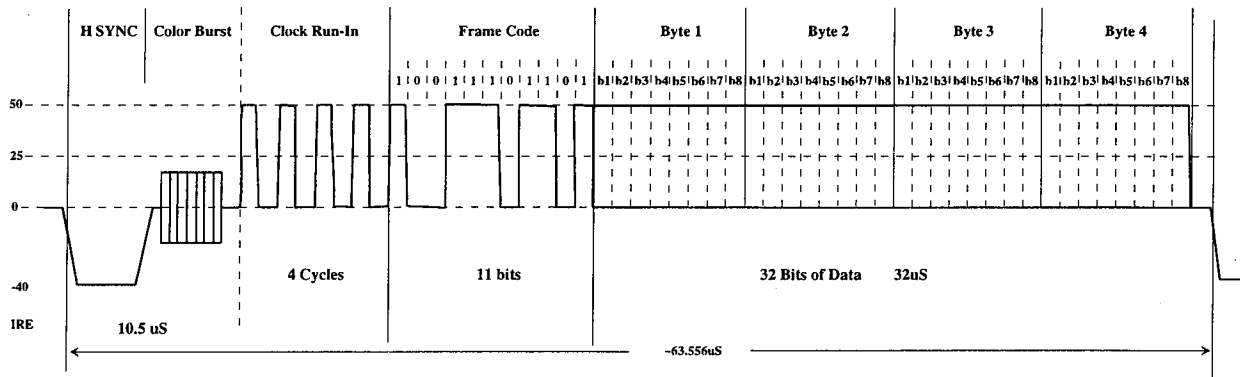 H SYNC Color Burst Clock Run-In Frame Code Byte 1 Byte 2 Byte 3 Byte 4
1 0 0 1 1 1 0 1 1 0 1 b1 b2 b3 b4 b5 b6 b7 b8 b1 b2 b3 b4 b5 b6 b7 b8 b1 b2 b3 b4 b5 b6 b7 b8 b1 b2 b3 b4 b5 b6 b7 b8
50
25
0
4 Cycles 11 bits 32 Bits of Data 32uS
-40
IRE 10.5 uS
~63.556uS